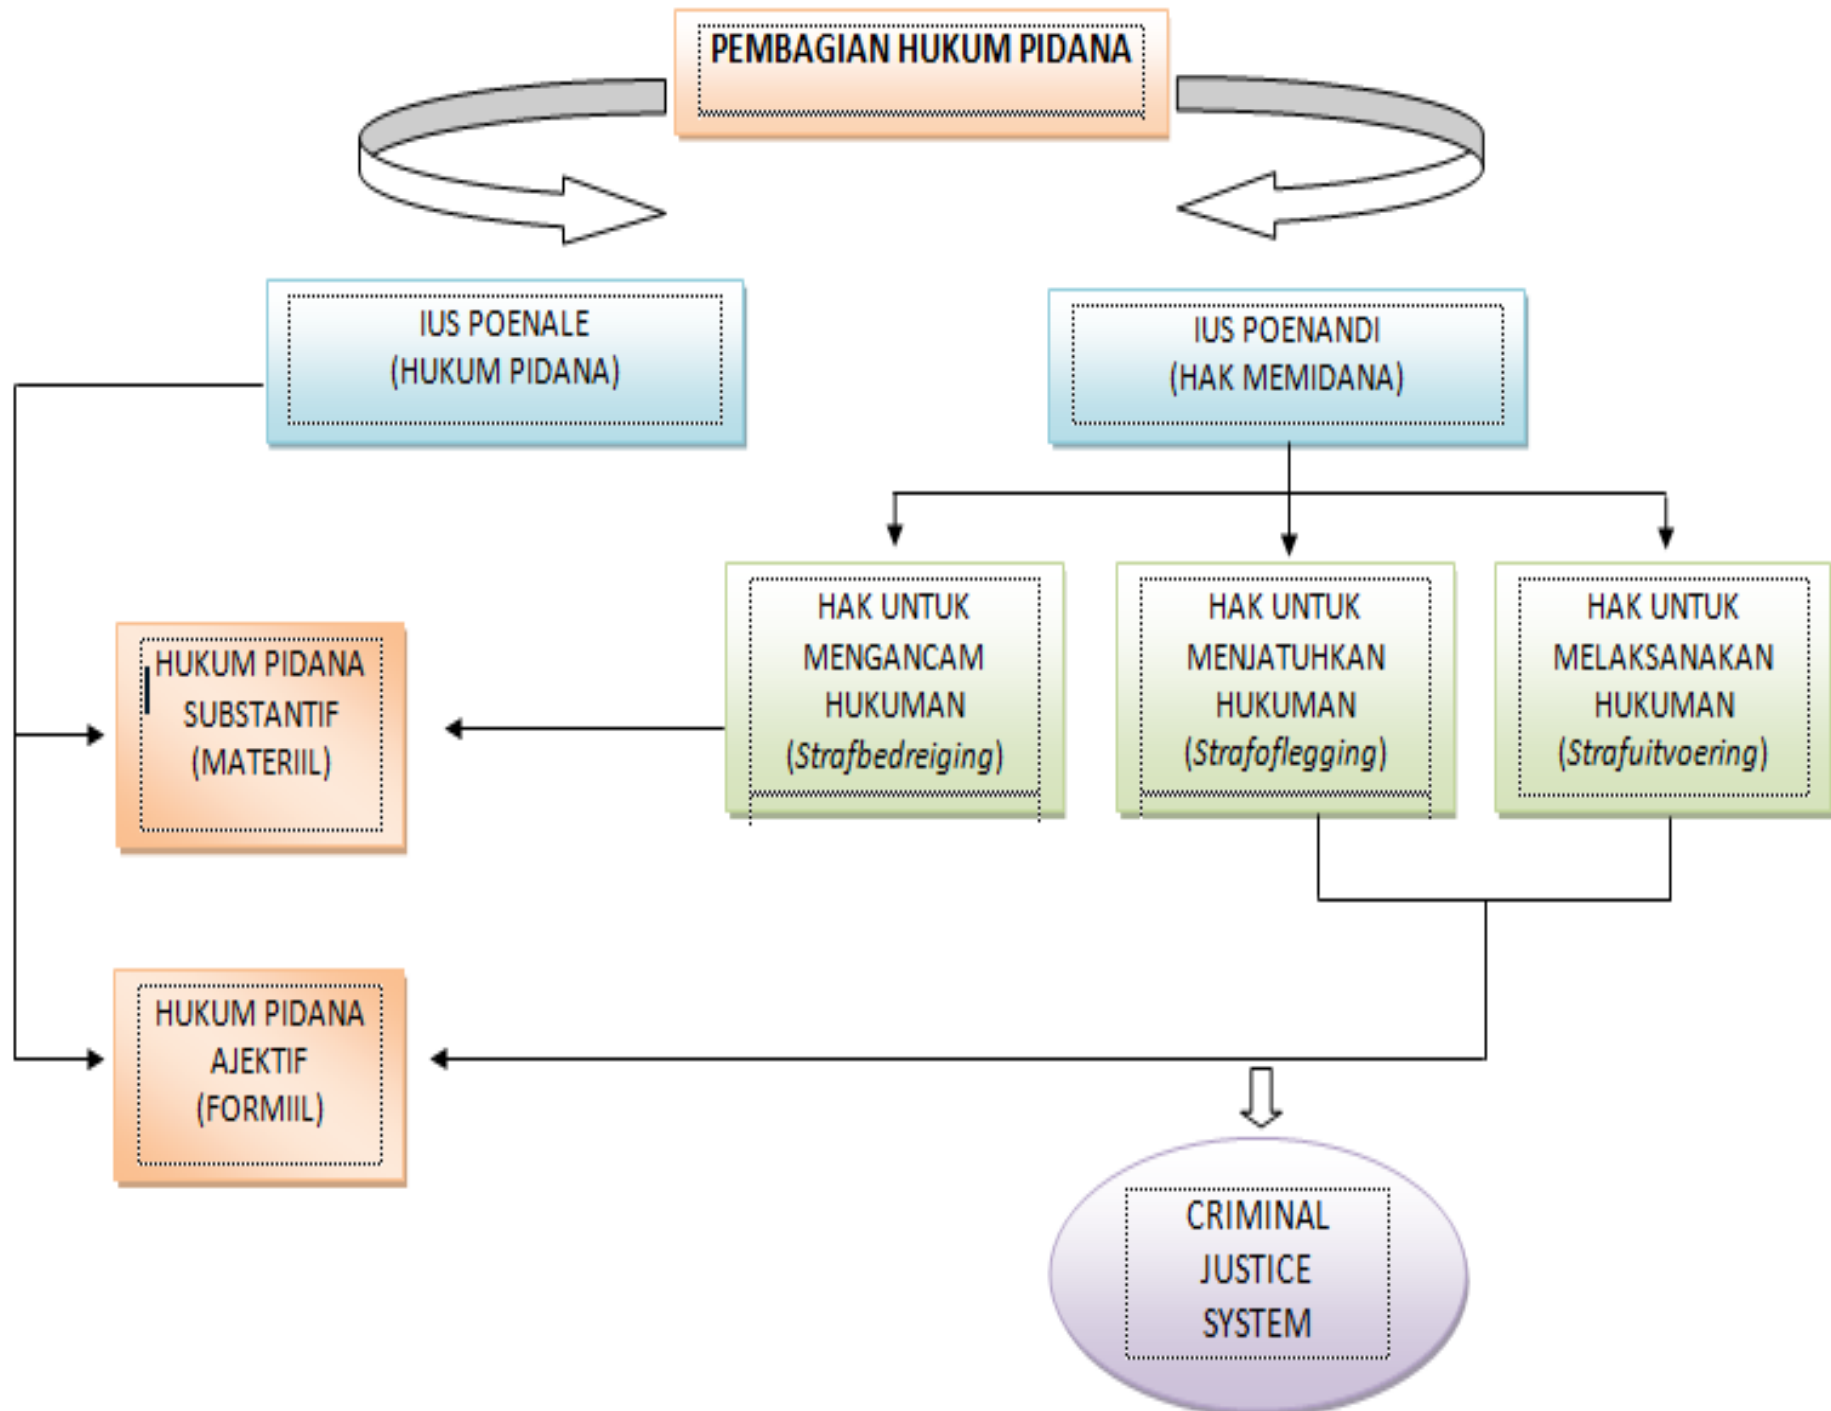 PEMBAGIAN HUKUM PIDANA
IUS POENALE
(HUKUM PIDANA)
IUS POENANDI
(HAK MEMIDANA)
HAK UNTUK
MENGANCAM
HUKUMAN
(Strafbedreiging)
HAK UNTUK
MENJATUHKAN
HUKUMAN
(Strafoflegging)
HAK UNTUK
MELAKSANAKAN
HUKUMAN
(Strafuitvoering)
HUKUM PIDANA
SUBSTANTIF
(MATERIIL)
HUKUM PIDANA
AJEKTIF
(FORMIIL)
CRIMINAL
JUSTICE
SYSTEM